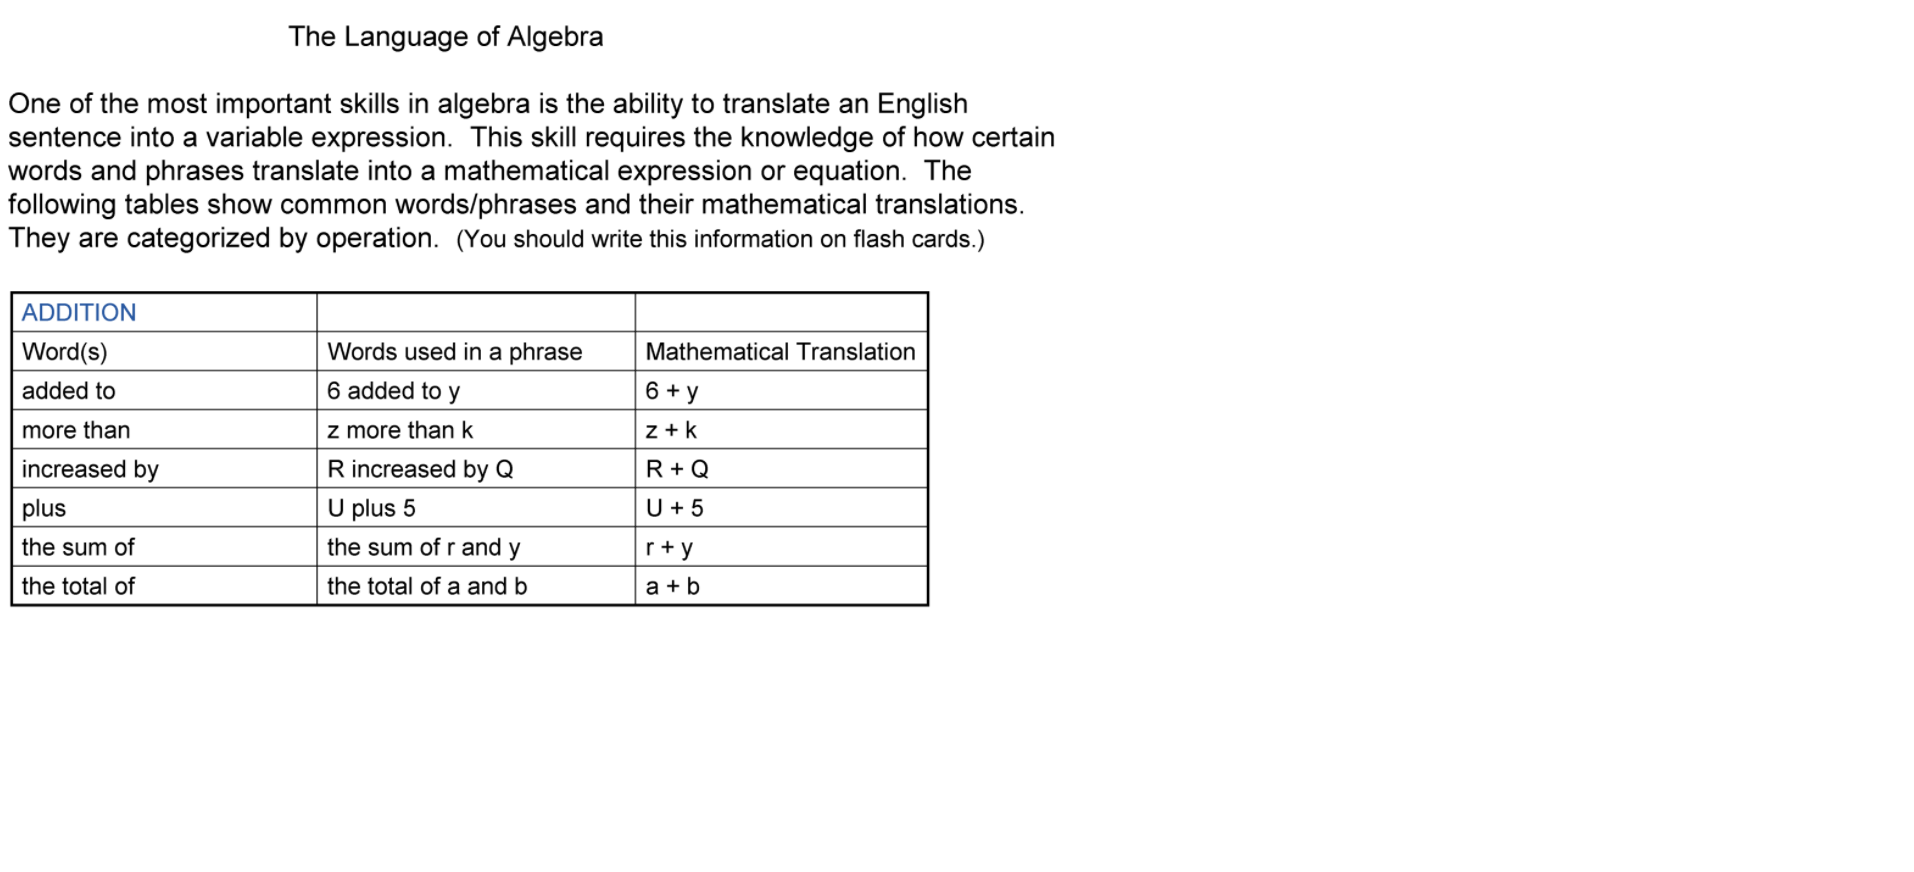 The Language of Algebra
One of the most important skills in algebra is the ability to translate an English
sentence into a variable expression.  This skill requires the knowledge of how certain
words and phrases translate into a mathematical expression or equation.  The
following tables show common words/phrases and their mathematical translations.
They are categorized by operation.  (You should write this information on flash cards.)
ADDITION
Word(s) Words used in a phrase Mathematical Translation
added to 6 added to y 6 + y
more than z more than k z + k
increased by R increased by Q R + Q
plus U plus 5 U + 5
the sum of the sum of r and y r + y
the total of the total of a and b a + b